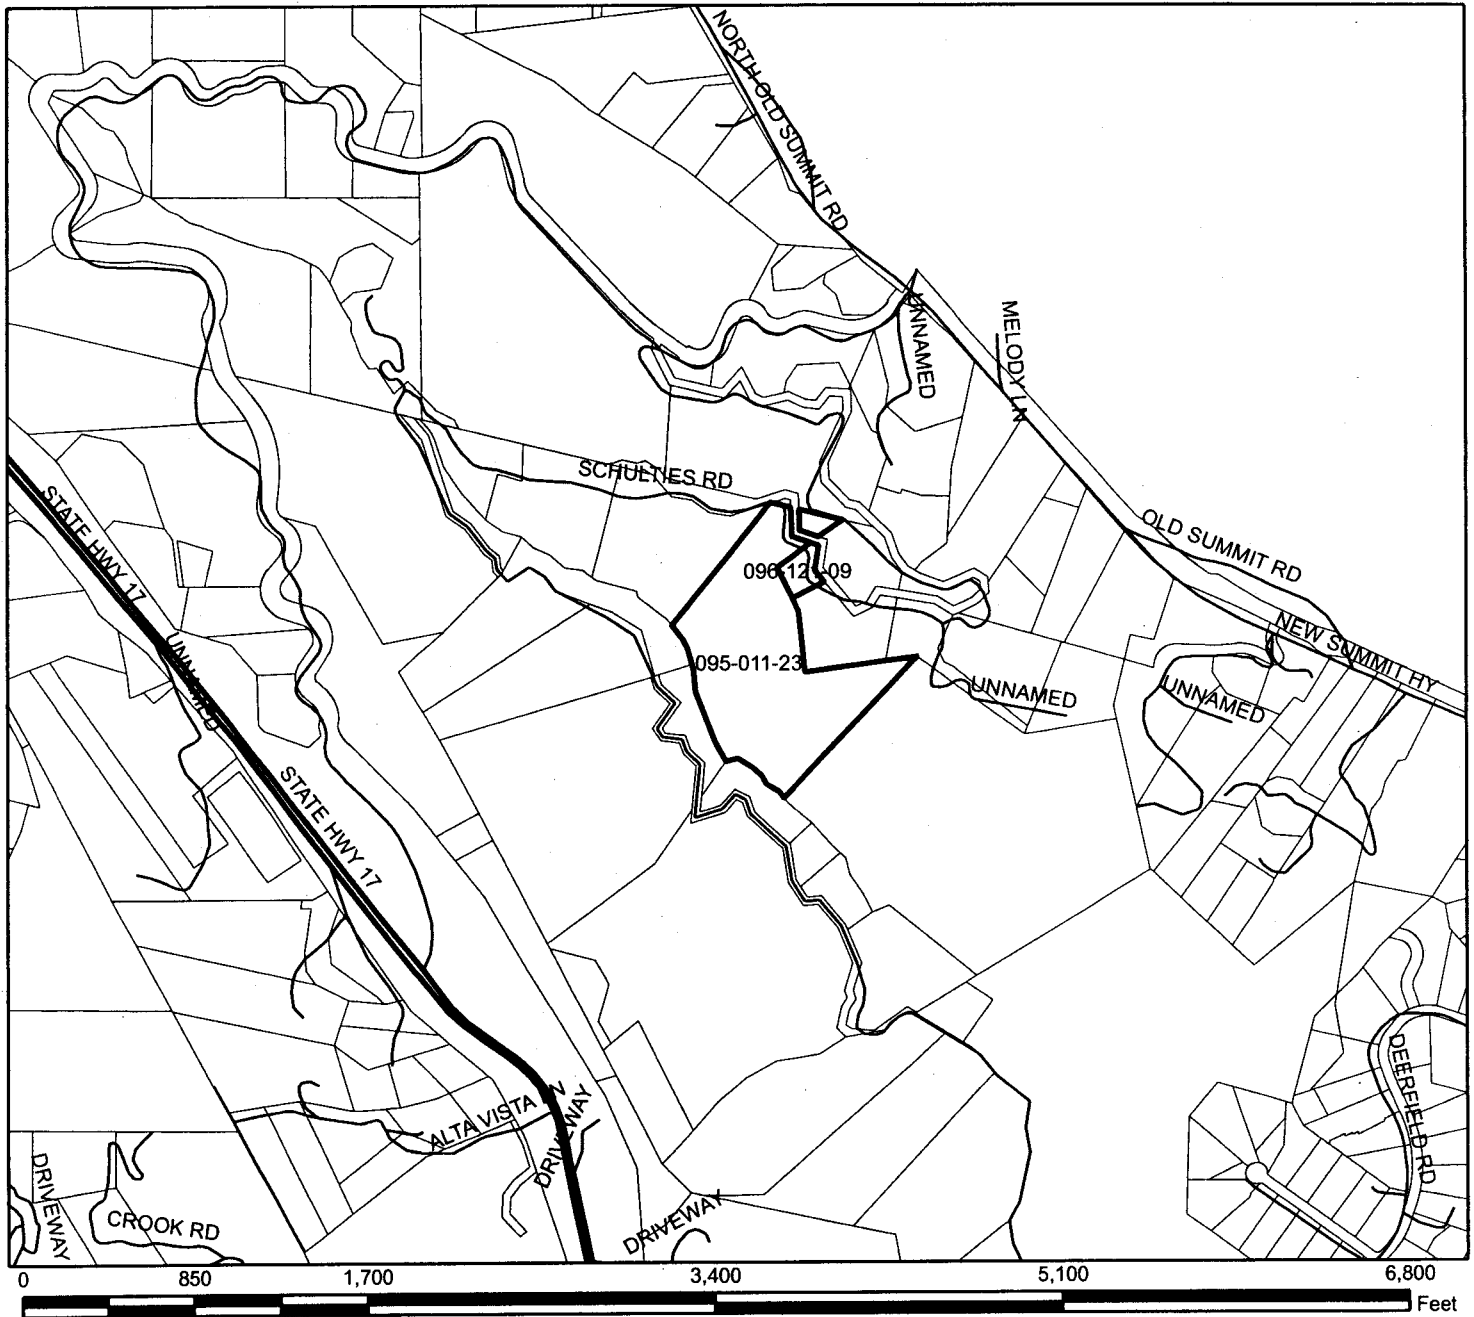 NORTH OLD SUMMIT RD
UNNAMED
MELODY LN
SCHULTIES RD
STATE HWY 17
OLD SUMMIT RD
NEW SUMMIT HY
095-011-23
UNNAMED
UNNAMED
STATE HWY 17
DEERFIELD RD
ALTA VISTA
DRIVEWAY
DRIVEWAY
CROOK RD
DRIVEWAY
0 850 1,700 3,400 5,100 6,800
Feet